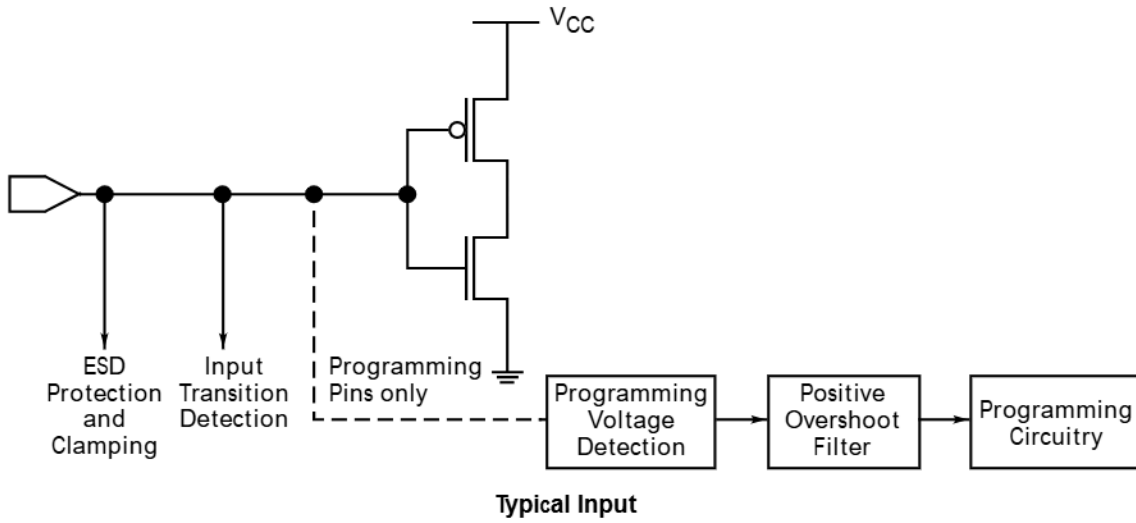 VCC
ESD
Protection
and
Clamping
Input
Transition
Detection
Programming
Pins only
Programming
Voltage
Detection
Positive
Overshoot
Filter
Programming
Circuitry
Typical Input